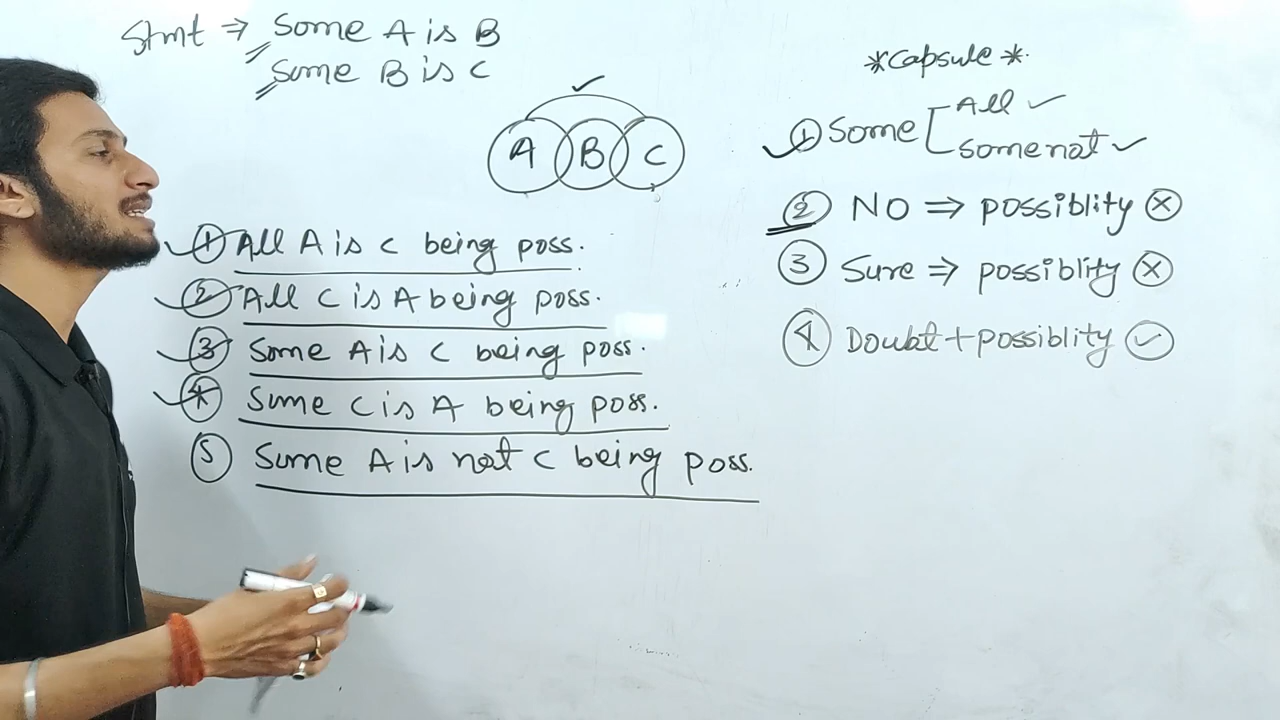 Stmt ⇒ Some A is B
Some B is C
A B C
① All A is C being poss.
② All C is A being poss.
③ Some A is C being poss.
④ Some C is A being poss.
⑤ Some A is not C being poss.
*Capsule*
① Some [ All ✓
some not ✓
② NO ⇒ possiblity ⊗
③ Sure ⇒ possiblity ⊗
④ Doubt + possiblity ✓